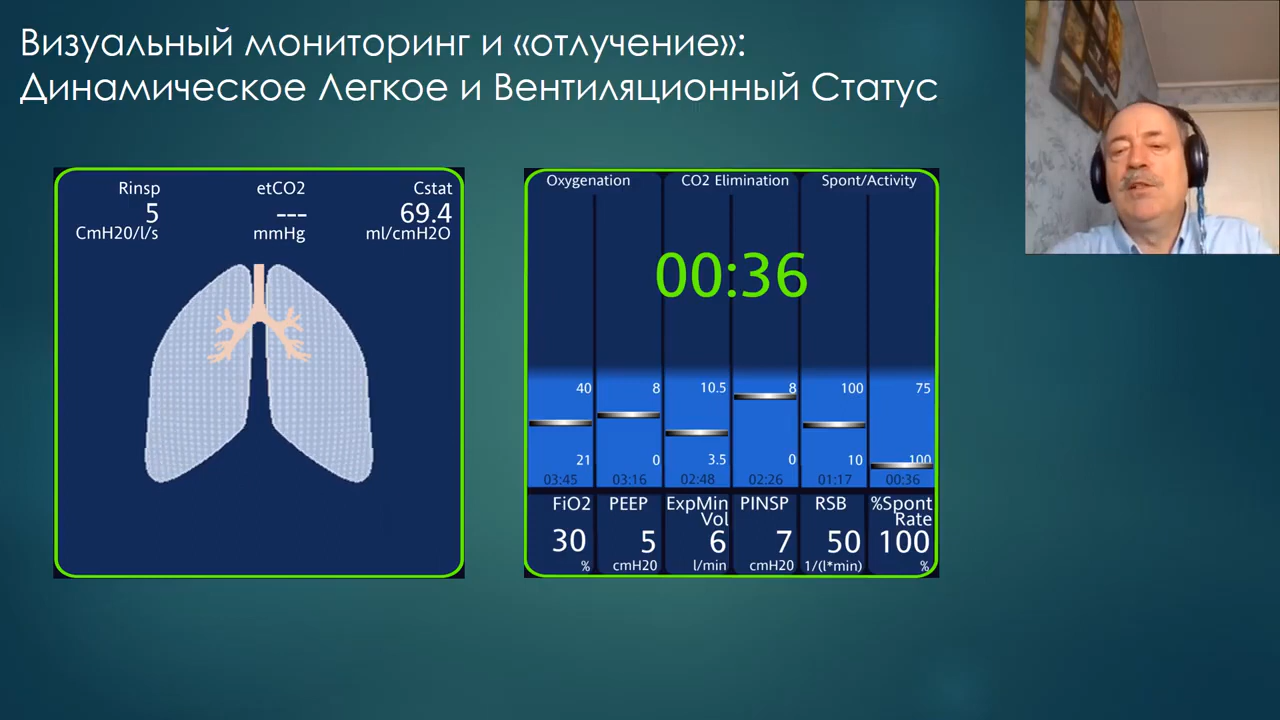 Визуальный мониторинг и «отлучение»:
Динамическое Легкое и Вентиляционный Статус
Rinsp etCO2 Cstat
5 --- 69.4
CmH20/l/s mmHg ml/cmH2O
Oxygenation CO2 Elimination Spont/Activity
00:36
40 8 10.5 8 100 75
21 0 3.5 0 10 100
03:45 03:16 02:48 02:26 01:17 00:36
FiO2 PEEP ExpMin PINSP RSB %Spont
Vol Rate
30 5 6 7 50 100
% cmH20 l/min cmH20 1/(l*min) %